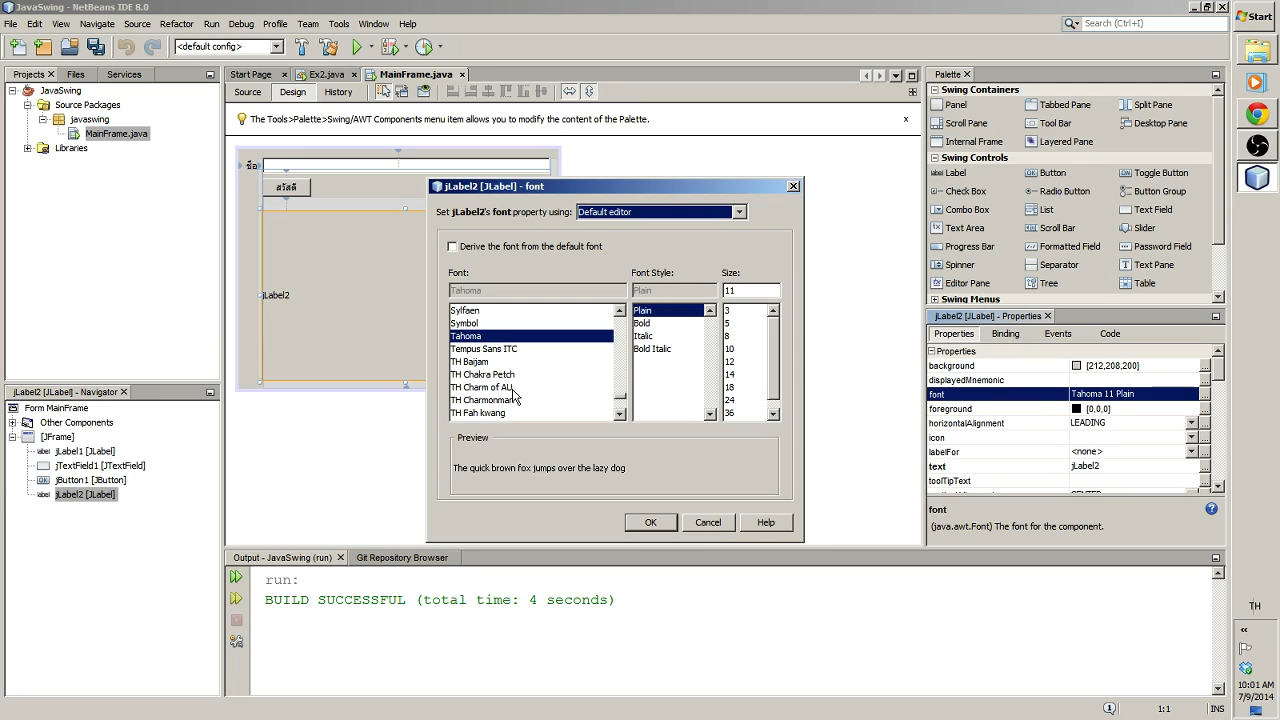 JavaSwing - NetBeans IDE 8.0
File Edit View Navigate Source Refactor Run Debug Profile Team Tools Window Help
Search (Ctrl+I)
Start
<default config>
Projects Files Services
Start Page Ex2.java MainFrame.java
Palette
JavaSwing
Source Packages
javaswing
MainFrame.java
Libraries
Source Design History
The Tools>Palette>Swing/AWT Components menu item allows you to modify the content of the Palette.
x
ชื่อ
สวัสดี
jLabel2
Swing Containers
Panel Tabbed Pane Split Pane
Scroll Pane Tool Bar Desktop Pane
Internal Frame Layered Pane
Swing Controls
Label Button Toggle Button
Check Box Radio Button Button Group
Combo Box List Text Field
Text Area Scroll Bar Slider
Progress Bar Formatted Field Password Field
Spinner Separator Text Pane
Editor Pane Tree Table
Swing Menus
jLabel2 [JLabel] - font
Set jLabel2's font property using: Default editor
Derive the font from the default font
Font: Font Style: Size:
Tahoma Plain 11
Sylfaen
Symbol
Tahoma
Tempus Sans ITC
TH Baijam
TH Chakra Petch
TH Charm of AU
TH Charmonman
TH Fah kwang
Plain
Bold
Italic
Bold Italic
3
5
8
10
12
14
18
24
36
Preview
The quick brown fox jumps over the lazy dog
OK Cancel Help
jLabel2 [JLabel] - Properties
Properties Binding Events Code
Properties
background [212,208,200]
displayedMnemonic
font Tahoma 11 Plain
foreground [0,0,0]
horizontalAlignment LEADING
icon
labelFor <none>
text jLabel2
toolTipText
font
(java.awt.Font) The font for the component.
jLabel2 [JLabel] - Navigator
Form MainFrame
Other Components
[JFrame]
jLabel1 [JLabel]
jTextField1 [JTextField]
OK jButton1 [JButton]
jLabel2 [JLabel]
Output - JavaSwing (run) Git Repository Browser
run:
BUILD SUCCESSFUL (total time: 4 seconds)
TH
10:01 AM
7/9/2014
1:1 INS